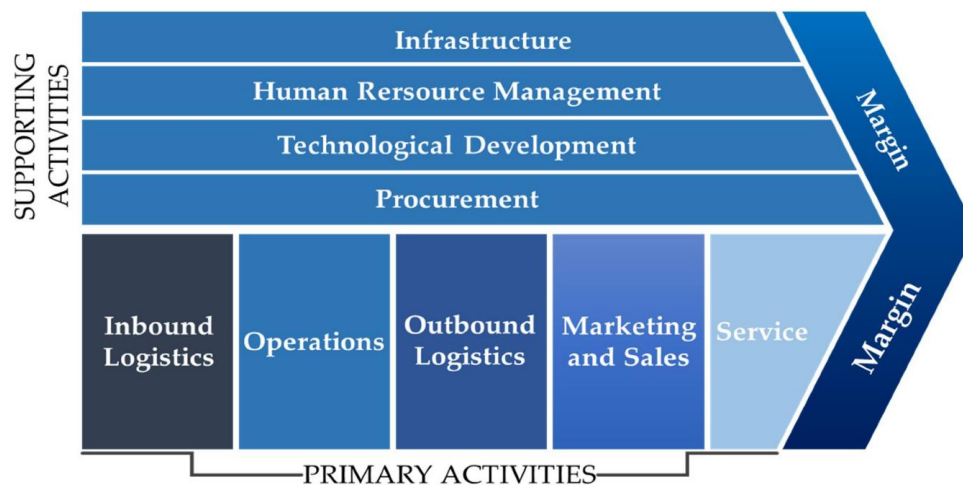 SUPPORTING
ACTIVITIES
Infrastructure
Human Rersource Management
Technological Development
Procurement
Margin
Margin
Inbound
Logistics
Operations
Outbound
Logistics
Marketing
and Sales
Service
PRIMARY ACTIVITIES